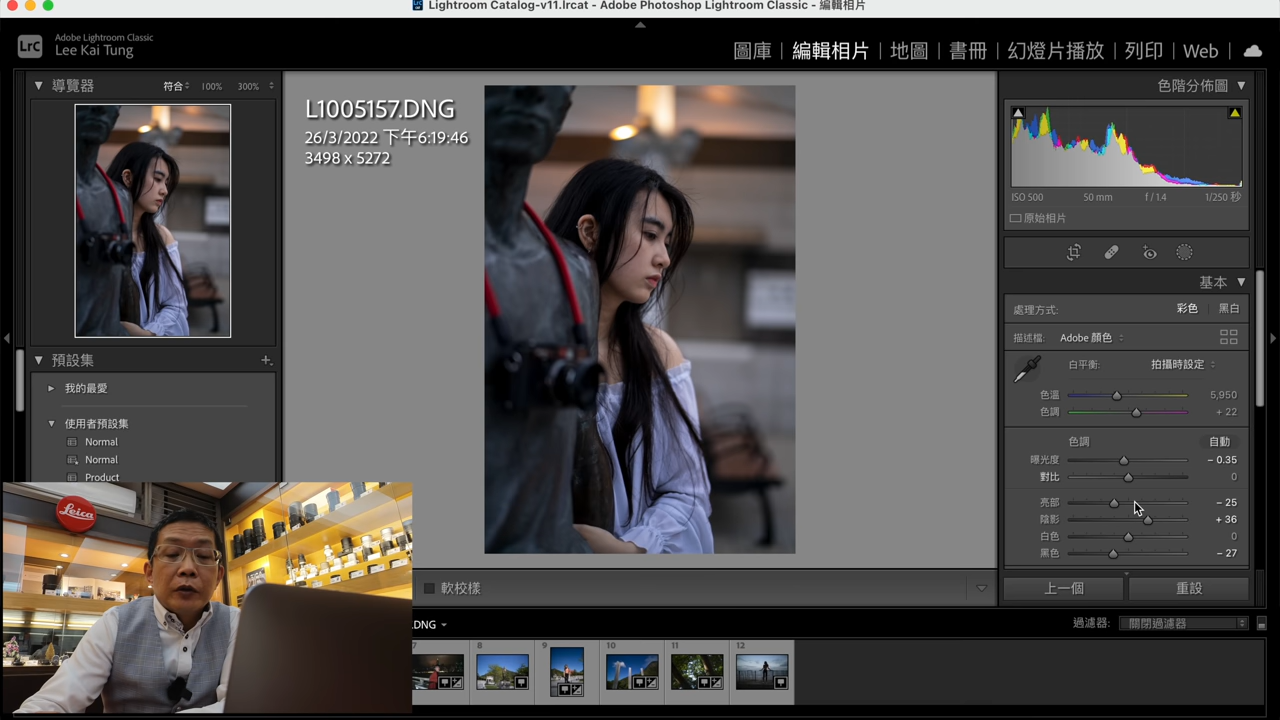 Lightroom Catalog-v11.lrcat - Adobe Photoshop Lightroom Classic - 編輯相片
LrC
Adobe Lightroom Classic
Lee Kai Tung
圖庫 | 編輯相片 | 地圖 | 書冊 | 幻燈片播放 | 列印 | Web
導覽器 符合 100% 300%
L1005157.DNG
26/3/2022 下午6:19:46
3498 x 5272
色階分佈圖
ISO 500 50 mm f / 1.4 1/250 秒
原始相片
基本
處理方式: 彩色 黑白
描述檔: Adobe 顏色
白平衡: 拍攝時設定
色溫 5,950
色調 + 22
色調 自動
曝光度 − 0.35
對比 0
亮部 − 25
陰影 + 36
白色 0
黑色 − 27
上一個 重設
預設集
我的最愛
使用者預設集
Normal
Normal
Product
Leica
軟校樣
.DNG
過濾器: 關閉過濾器
7 8 9 10 11 12